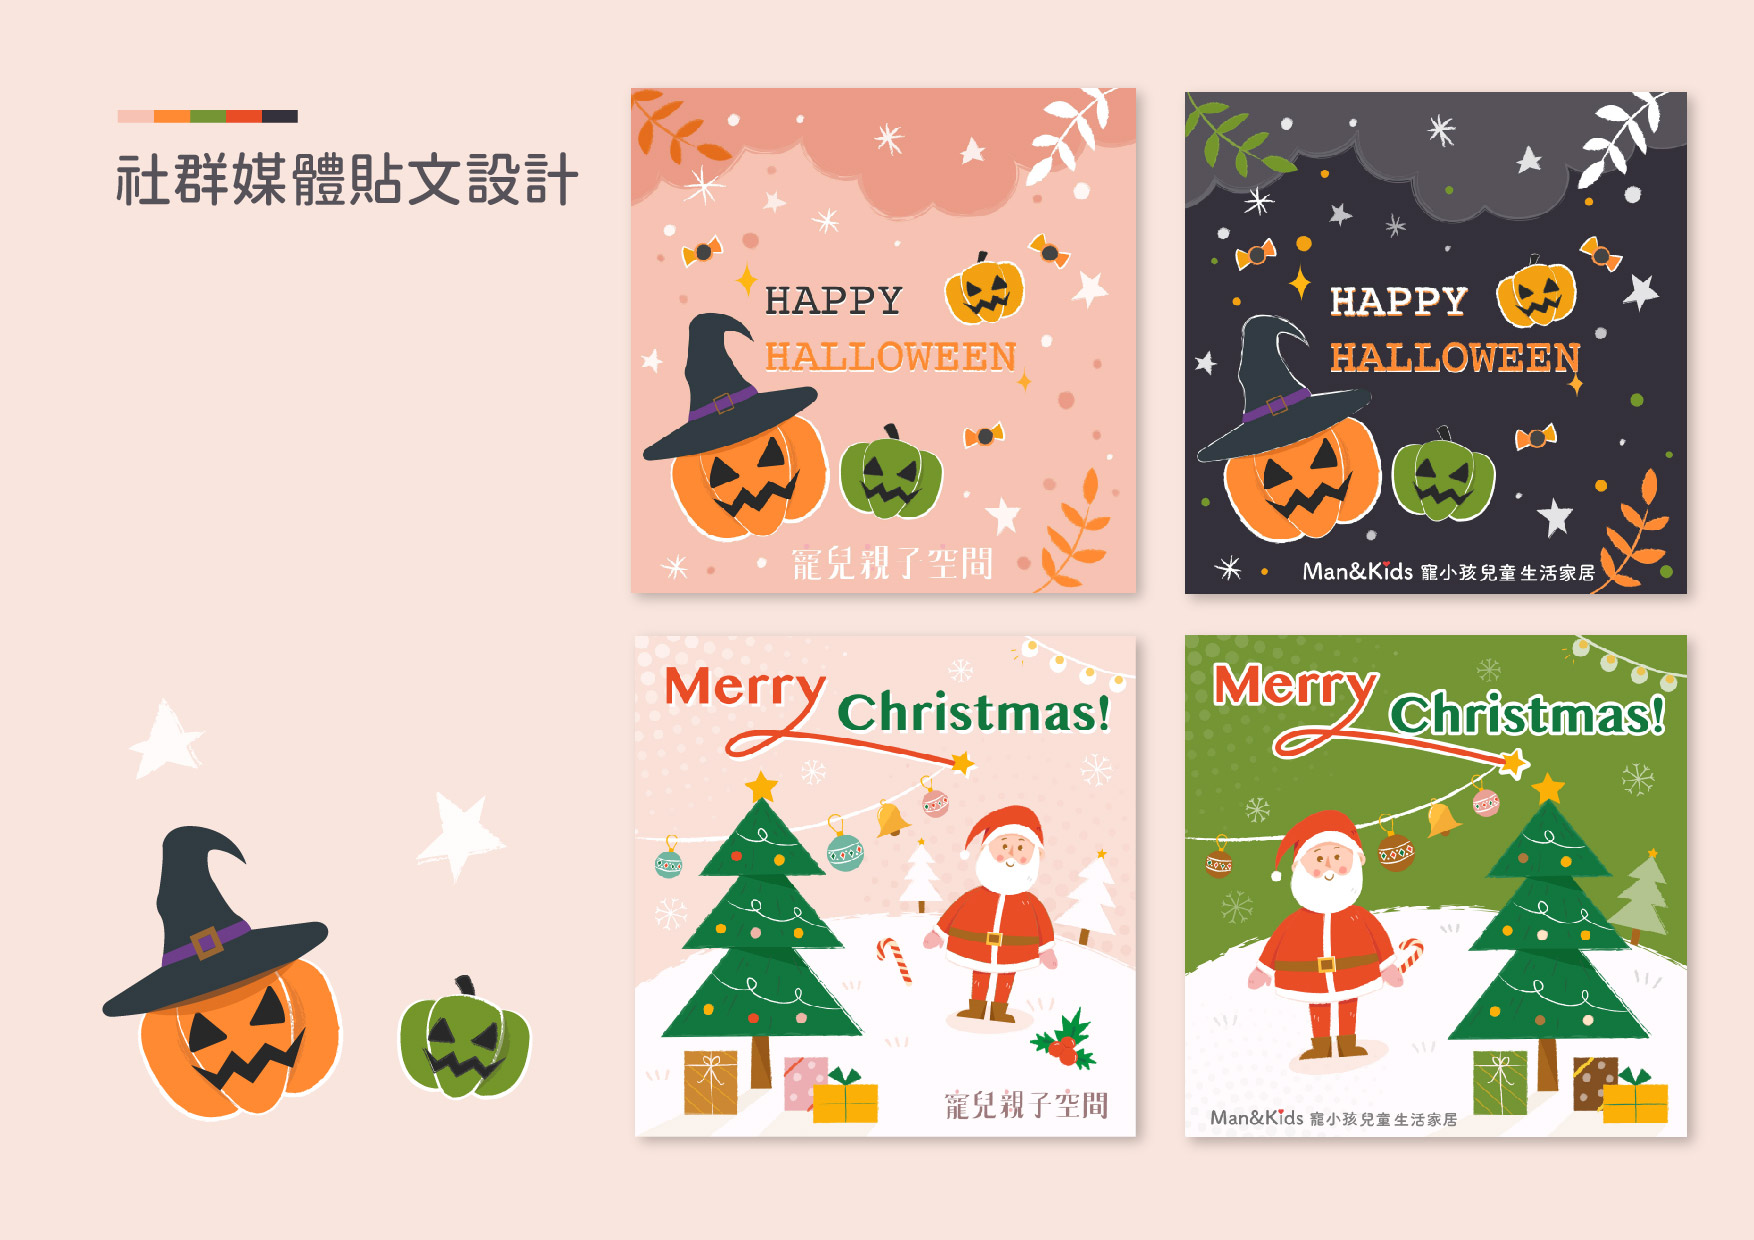 社群媒體貼文設計
HAPPY
HALLOWEEN
寵兒親子空間
HAPPY
HALLOWEEN
Man&Kids 寵小孩兒童生活家居
Merry
Christmas!
寵兒親子空間
Merry
Christmas!
Man&Kids 寵小孩兒童生活家居